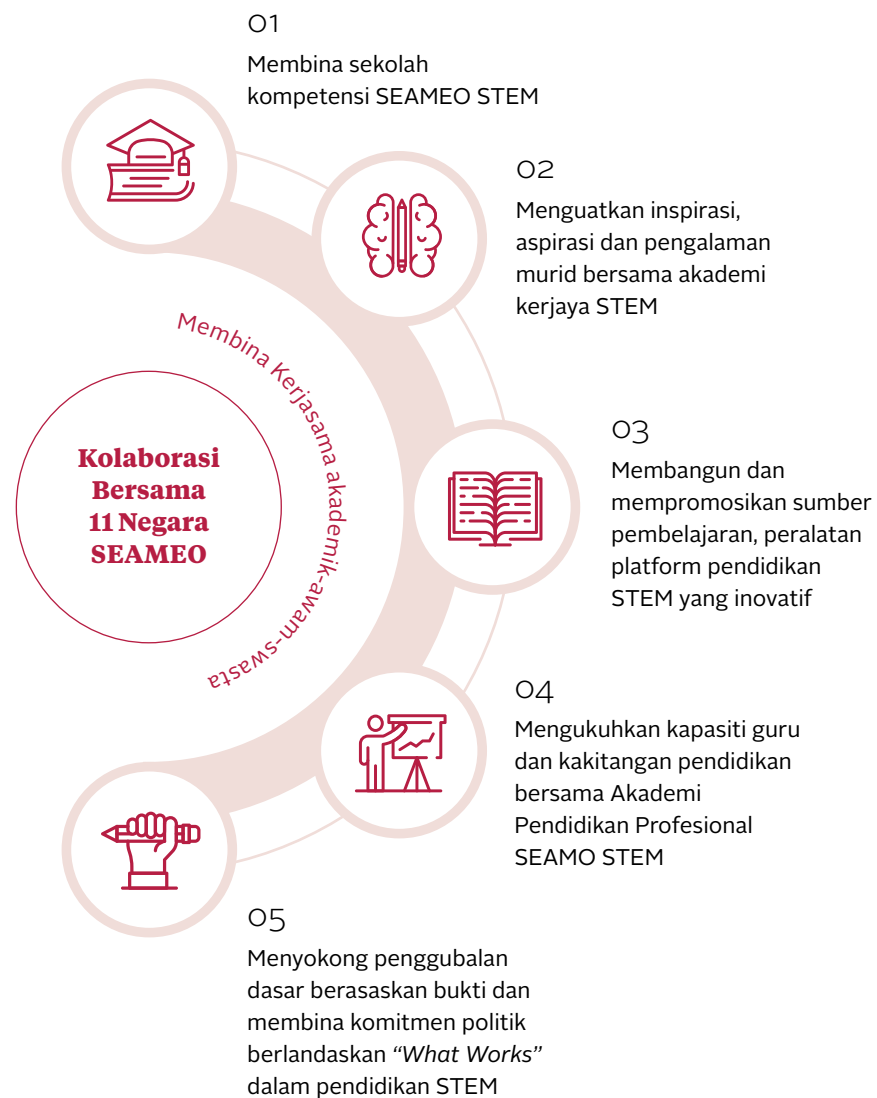 01
Membina sekolah
kompetensi SEAMEO STEM
02
Menguatkan inspirasi,
aspirasi dan pengalaman
murid bersama akademi
kerjaya STEM
Membina Kerjasama akademik-awam-swasta
Kolaborasi
Bersama
11 Negara
SEAMEO
03
Membangun dan
mempromosikan sumber
pembelajaran, peralatan
platform pendidikan
STEM yang inovatif
04
Mengukuhkan kapasiti guru
dan kakitangan pendidikan
bersama Akademi
Pendidikan Profesional
SEAMO STEM
05
Menyokong penggubalan
dasar berasaskan bukti dan
membina komitmen politik
berlandaskan “What Works”
dalam pendidikan STEM